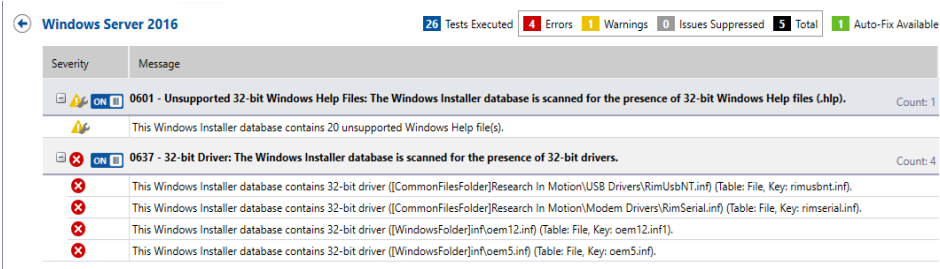 Windows Server 2016 26 Tests Executed 4 Errors 1 Warnings 0 Issues Suppressed 5 Total 1 Auto-Fix Available
Severity Message
ON 0601 - Unsupported 32-bit Windows Help Files: The Windows Installer database is scanned for the presence of 32-bit Windows Help files (.hlp). Count: 1
This Windows Installer database contains 20 unsupported Windows Help file(s).
ON 0637 - 32-bit Driver: The Windows Installer database is scanned for the presence of 32-bit drivers. Count: 4
This Windows Installer database contains 32-bit driver ([CommonFilesFolder]Research In Motion\USB Drivers\RimUsbNT.inf) (Table: File, Key: rimusbnt.inf).
This Windows Installer database contains 32-bit driver ([CommonFilesFolder]Research In Motion\Modem Drivers\RimSerial.inf) (Table: File, Key: rimserial.inf).
This Windows Installer database contains 32-bit driver ([WindowsFolder]inf\oem12.inf) (Table: File, Key: oem12.inf1).
This Windows Installer database contains 32-bit driver ([WindowsFolder]inf\oem5.inf) (Table: File, Key: oem5.inf).